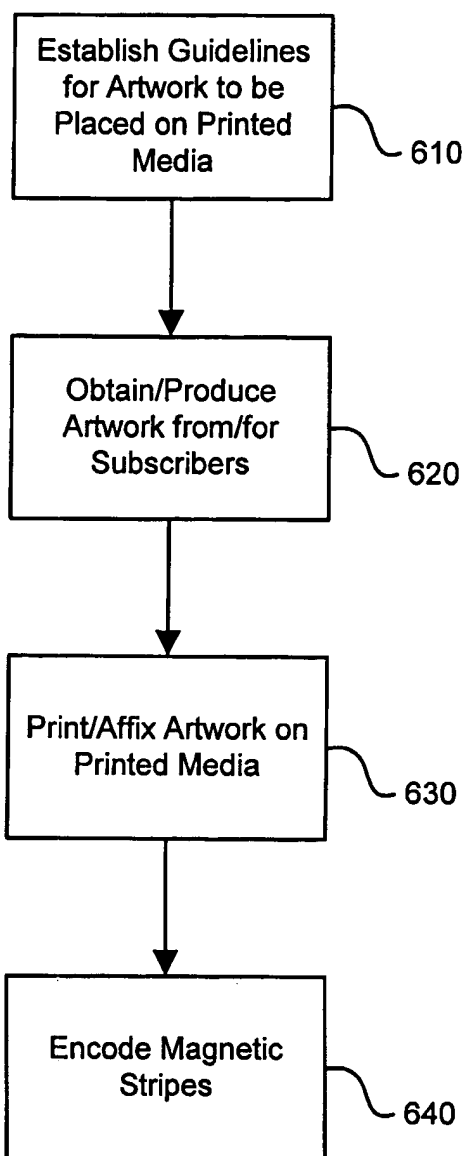 Establish Guidelines
for Artwork to be
Placed on Printed
Media
610
Obtain/Produce
Artwork from/for
Subscribers
620
Print/Affix Artwork on
Printed Media
630
Encode Magnetic
Stripes
640